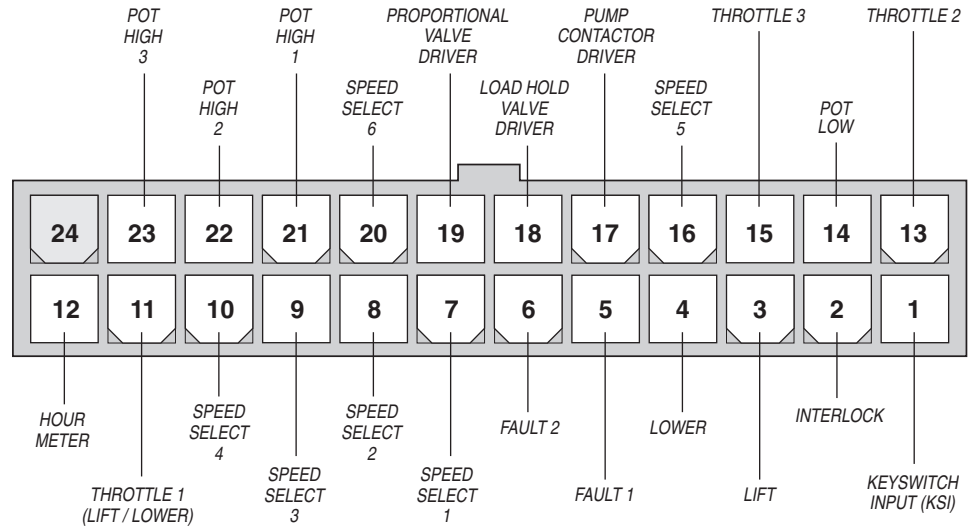 POT
HIGH
3
POT
HIGH
2
POT
HIGH
1
SPEED
SELECT
6
PROPORTIONAL
VALVE
DRIVER
LOAD HOLD
VALVE
DRIVER
PUMP
CONTACTOR
DRIVER
SPEED
SELECT
5
THROTTLE 3
POT
LOW
THROTTLE 2
24 23 22 21 20 19 18 17 16 15 14 13
12 11 10 9 8 7 6 5 4 3 2 1
HOUR
METER
THROTTLE 1
(LIFT / LOWER)
SPEED
SELECT
4
SPEED
SELECT
3
SPEED
SELECT
2
SPEED
SELECT
1
FAULT 2
FAULT 1
LOWER
LIFT
INTERLOCK
KEYSWITCH
INPUT (KSI)